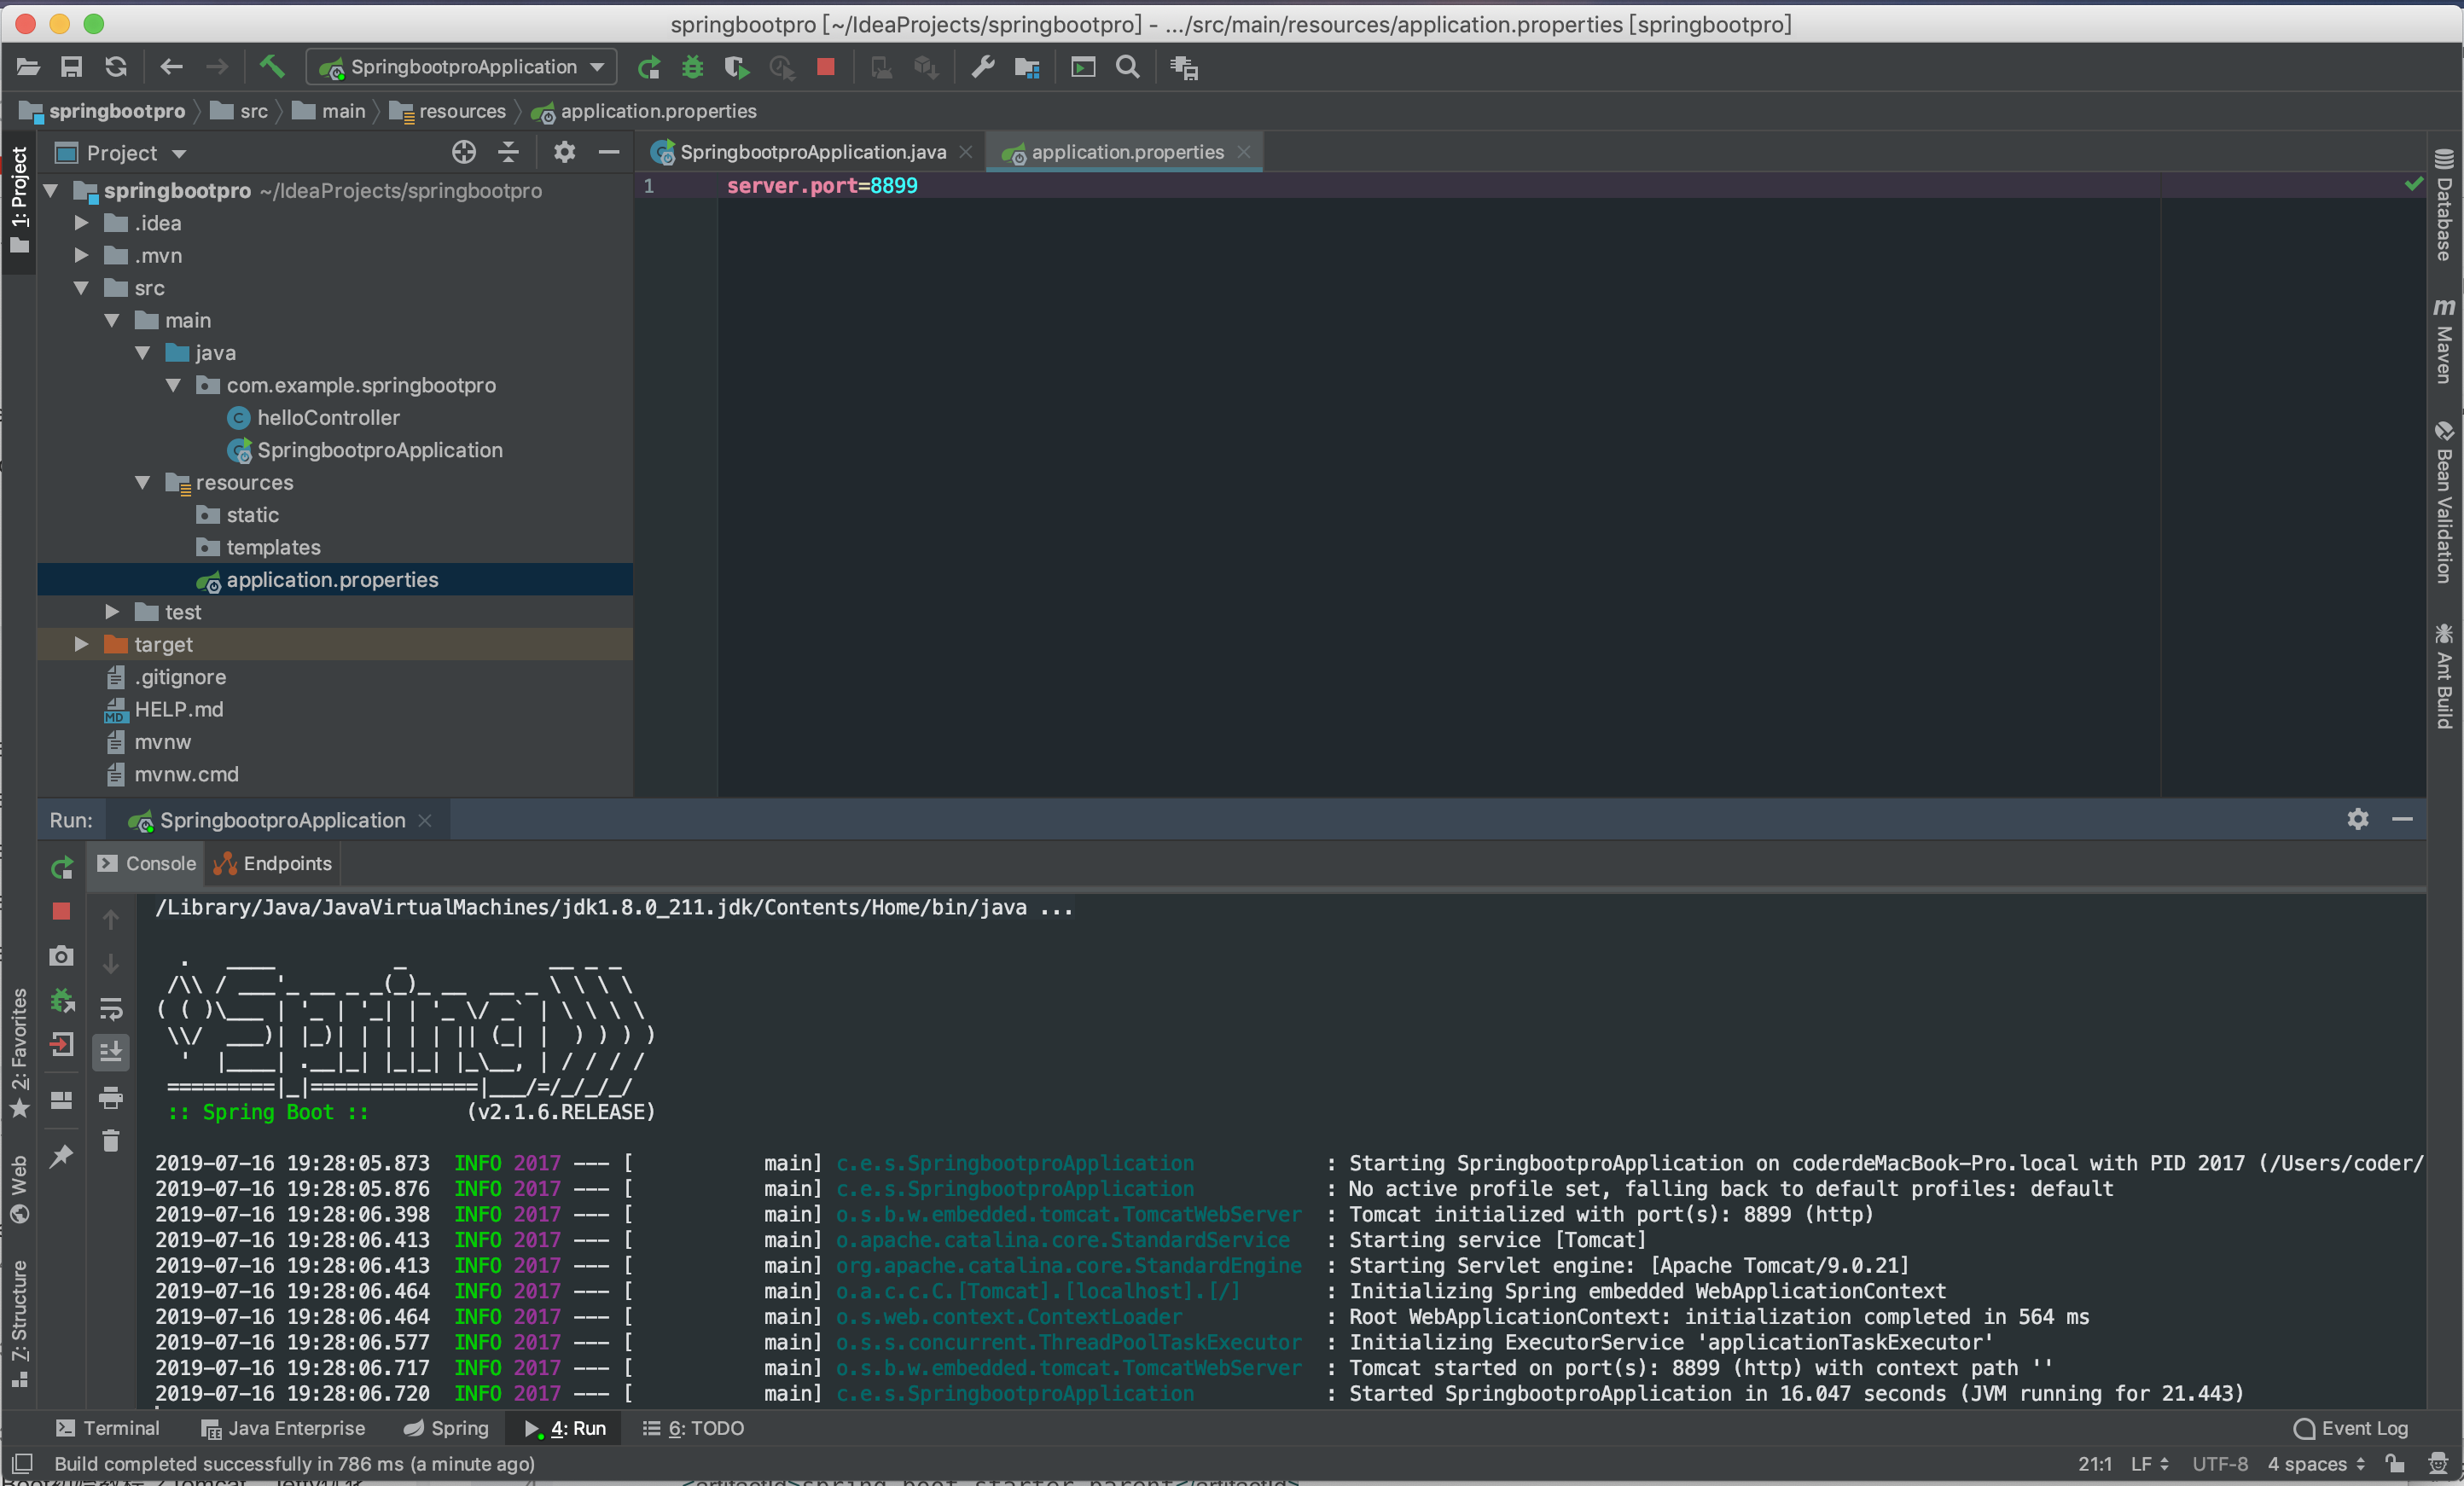 springbootpro [~/IdeaProjects/springbootpro] - .../src/main/resources/application.properties [springbootpro]
SpringbootproApplication
springbootpro src main resources application.properties
1: Project
Project
springbootpro ~/IdeaProjects/springbootpro
.idea
.mvn
src
main
java
com.example.springbootpro
helloController
SpringbootproApplication
resources
static
templates
application.properties
test
target
.gitignore
HELP.md
mvnw
mvnw.cmd
SpringbootproApplication.java application.properties
1 server.port=8899
Database
Maven
Bean Validation
Ant Build
Run: SpringbootproApplication
Console Endpoints
2: Favorites
Web
7: Structure
/Library/Java/JavaVirtualMachines/jdk1.8.0_211.jdk/Contents/Home/bin/java ...
  .   ____          _            __ _ _
 /\\ / ___'_ __ _ _(_)_ __  __ _ \ \ \ \
( ( )\___ | '_ | '_| | '_ \/ _` | \ \ \ \
 \\/  ___)| |_)| | | | | || (_| |  ) ) ) )
  '  |____| .__|_| |_|_| |_\__, | / / / /
 =========|_|==============|___/=/_/_/_/
 :: Spring Boot ::        (v2.1.6.RELEASE)
2019-07-16 19:28:05.873  INFO 2017 --- [           main] c.e.s.SpringbootproApplication           : Starting SpringbootproApplication on coderdeMacBook-Pro.local with PID 2017 (/Users/coder/
2019-07-16 19:28:05.876  INFO 2017 --- [           main] c.e.s.SpringbootproApplication           : No active profile set, falling back to default profiles: default
2019-07-16 19:28:06.398  INFO 2017 --- [           main] o.s.b.w.embedded.tomcat.TomcatWebServer  : Tomcat initialized with port(s): 8899 (http)
2019-07-16 19:28:06.413  INFO 2017 --- [           main] o.apache.catalina.core.StandardService   : Starting service [Tomcat]
2019-07-16 19:28:06.413  INFO 2017 --- [           main] org.apache.catalina.core.StandardEngine  : Starting Servlet engine: [Apache Tomcat/9.0.21]
2019-07-16 19:28:06.464  INFO 2017 --- [           main] o.a.c.c.C.[Tomcat].[localhost].[/]       : Initializing Spring embedded WebApplicationContext
2019-07-16 19:28:06.464  INFO 2017 --- [           main] o.s.web.context.ContextLoader            : Root WebApplicationContext: initialization completed in 564 ms
2019-07-16 19:28:06.577  INFO 2017 --- [           main] o.s.s.concurrent.ThreadPoolTaskExecutor  : Initializing ExecutorService 'applicationTaskExecutor'
2019-07-16 19:28:06.717  INFO 2017 --- [           main] o.s.b.w.embedded.tomcat.TomcatWebServer  : Tomcat started on port(s): 8899 (http) with context path ''
2019-07-16 19:28:06.720  INFO 2017 --- [           main] c.e.s.SpringbootproApplication           : Started SpringbootproApplication in 16.047 seconds (JVM running for 21.443)
Terminal Java Enterprise Spring 4: Run 6: TODO Event Log
Build completed successfully in 786 ms (a minute ago) 21:1 LF UTF-8 4 spaces